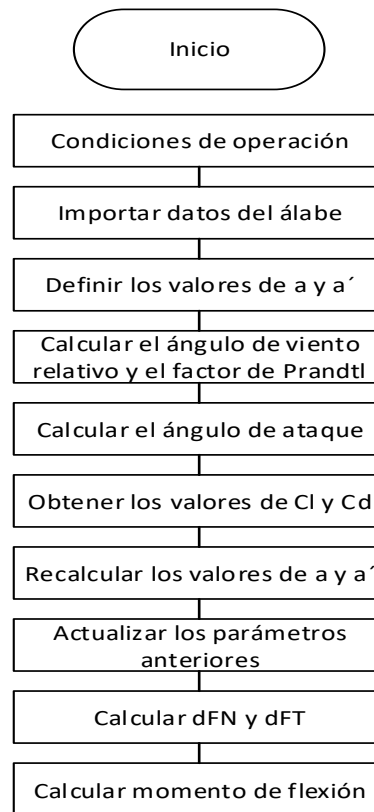 Inicio
Condiciones de operación
Importar datos del álabe
Definir los valores de a y a´
Calcular el ángulo de viento
relativo y el factor de Prandtl
Calcular el ángulo de ataque
Obtener los valores de Cl y Cd
Recalcular los valores de a y a´
Actualizar los parámetros
anteriores
Calcular dFN y dFT
Calcular momento de flexión